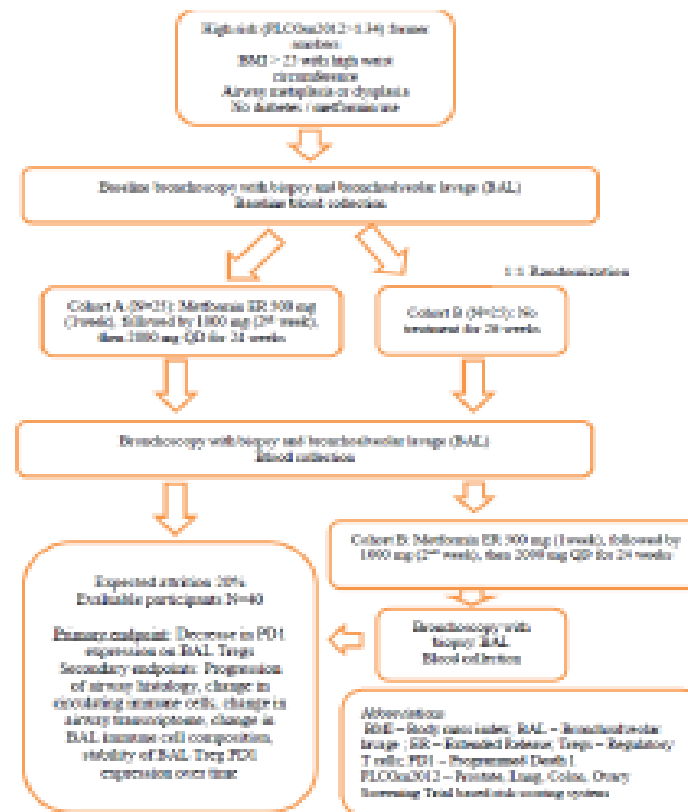 High-risk (PLCOm2012>1.34) former
smokers
BMI > 25 with high waist
circumference
Airway metaplasia or dysplasia
No diabetes / metformin use
Baseline bronchoscopy with biopsy and bronchoalveolar lavage (BAL)
Baseline blood collection
1:1 Randomization
Cohort A (N=25): Metformin ER 500 mg
(1week), followed by 1000 mg (2nd week),
then 2000 mg QD for 24 weeks
Cohort B (N=25): No
treatment for 26 weeks
Bronchoscopy with biopsy and bronchoalveolar lavage (BAL)
Blood collection
Cohort B: Metformin ER 500 mg (1week), followed by
1000 mg (2nd week), then 2000 mg QD for 24 weeks
Bronchoscopy with
biopsy, BAL
Blood collection
Expected attrition 20%
Evaluable participants N=40
Primary endpoint: Decrease in PD1
expression on BAL Tregs
Secondary endpoints: Progression
of airway histology, change in
circulating immune cells, change in
airway transcriptome, change in
BAL immune cell composition,
stability of BAL Treg PD1
expression over time
Abbreviations
BMI – Body mass index; BAL – Bronchoalveolar
lavage ; ER – Extended Release; Tregs – Regulatory
T cells; PD1 – Programmed Death 1
PLCOm2012 – Prostate, Lung, Colon, Ovary
Screening Trial based risk scoring system